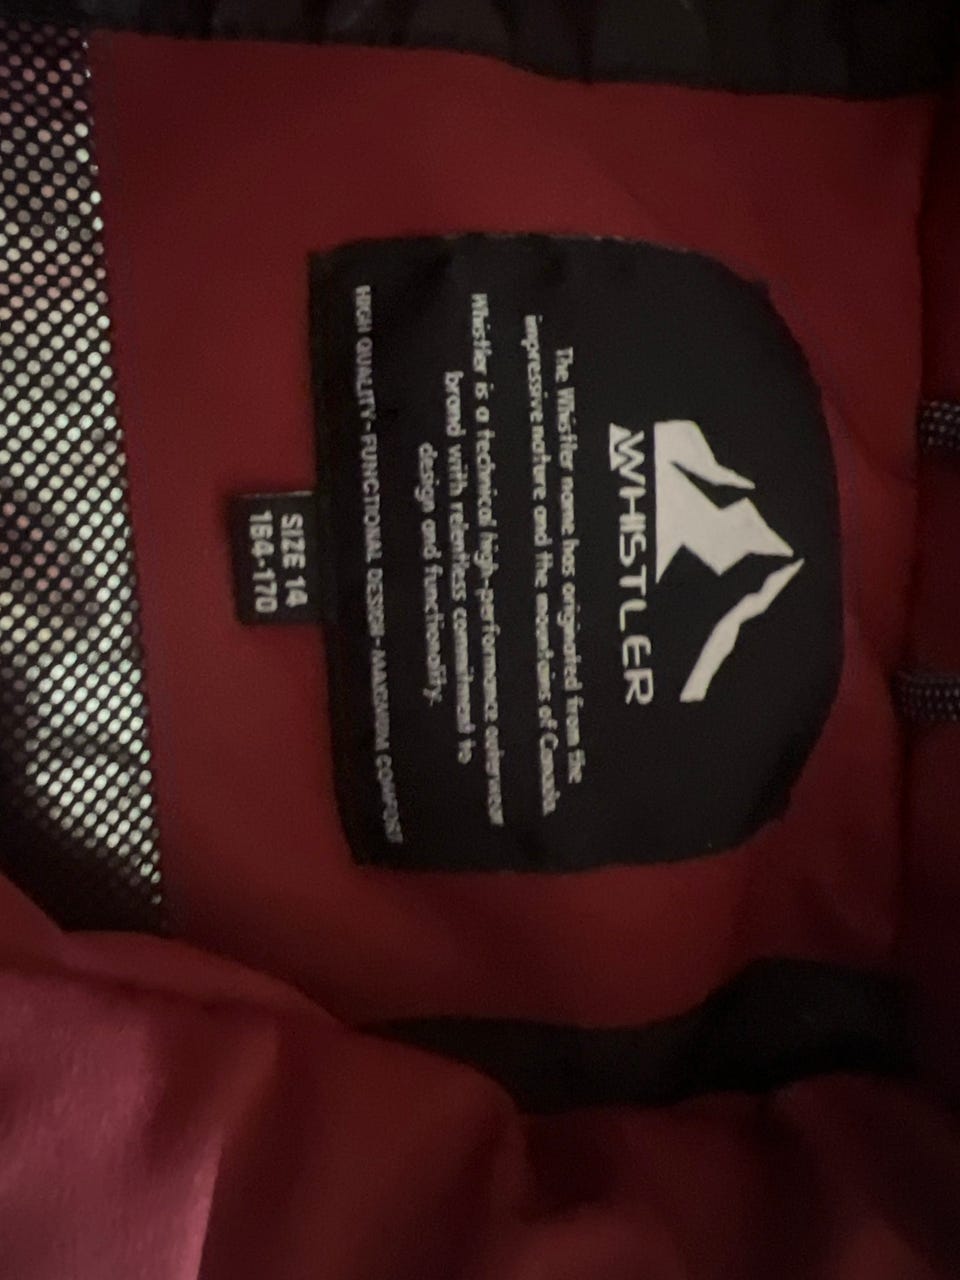 WHISTLER
The Whistler name has originated from the
impressive nature and the mountains of Canada
Whistler is a technical high-performance outerwear
brand with relentless commitment to
design and functionality.
HIGH QUALITY - FUNCTIONAL DESIGN - MAXIMUM COMFORT
SIZE 14
164-170